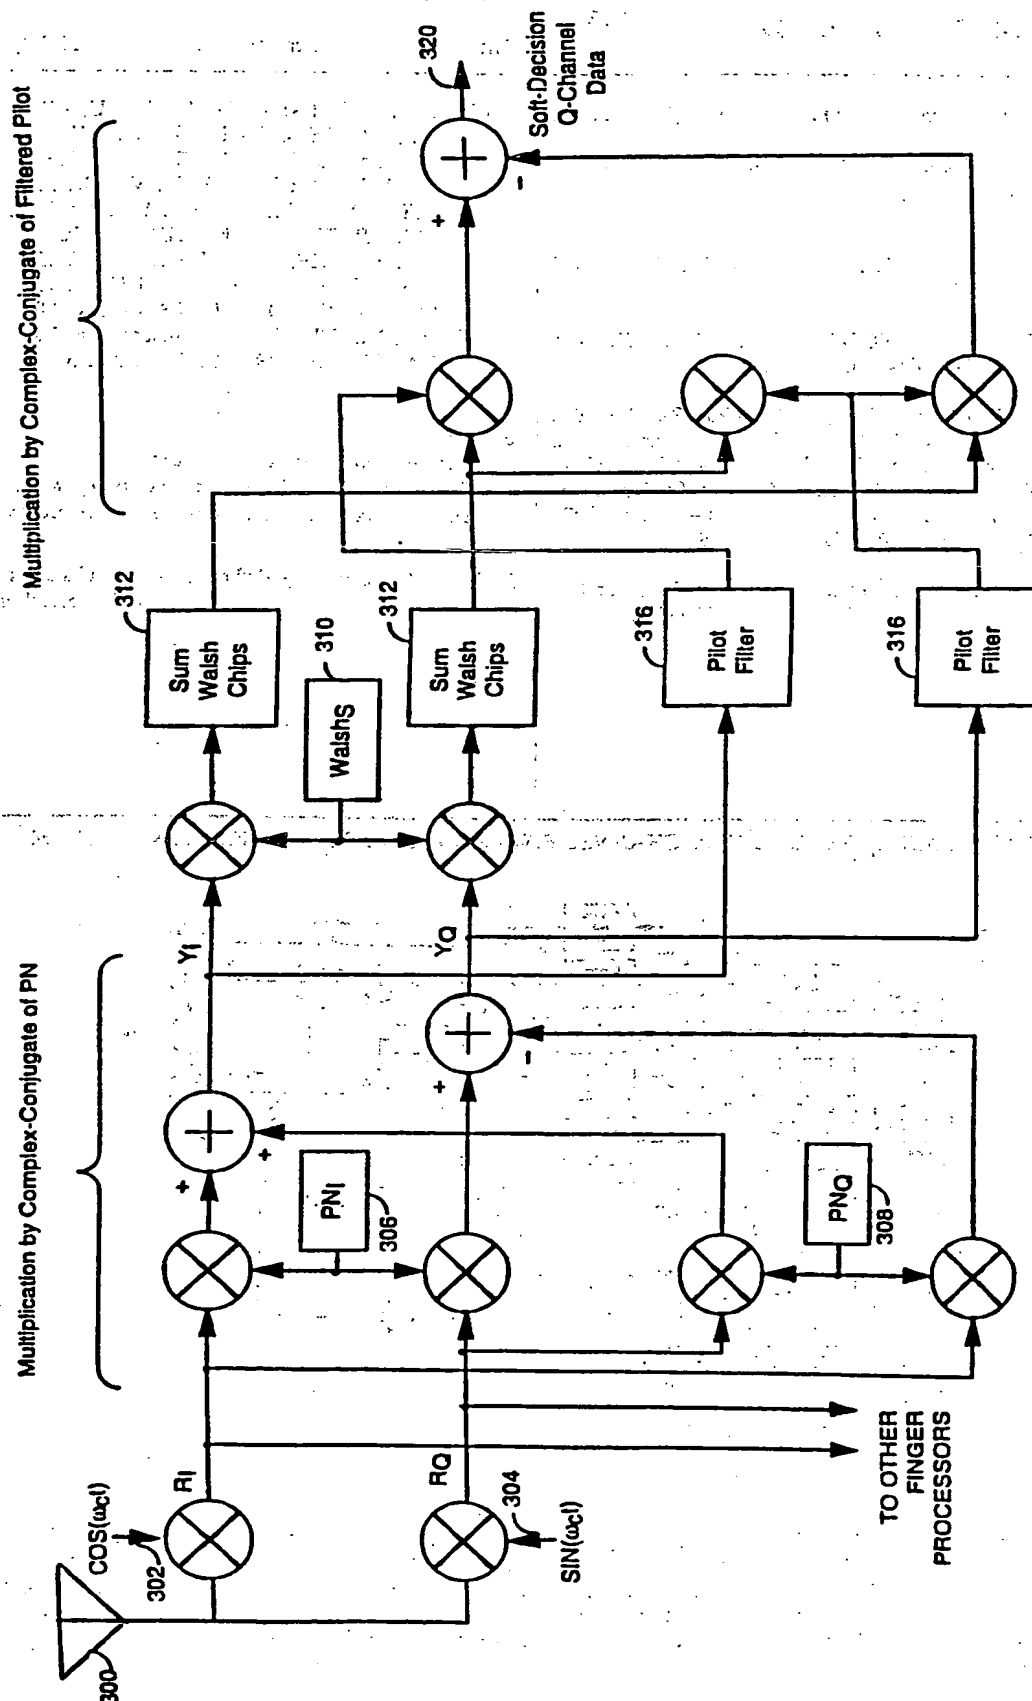 Multiplication by Complex-Conjugate of PN
Multiplication by Complex-Conjugate of Filtered Pilot
300
COS(ωct)
302
RI
RQ
304
SIN(ωct)
TO OTHER
FINGER
PROCESSORS
PNI
306
PNQ
308
+
+
+
-
YI
YQ
WalshS
310
Sum
Walsh
Chips
312
Sum
Walsh
Chips
312
Pilot
Filter
316
Pilot
Filter
316
+
-
320
Soft-Decision
Q-Channel
Data